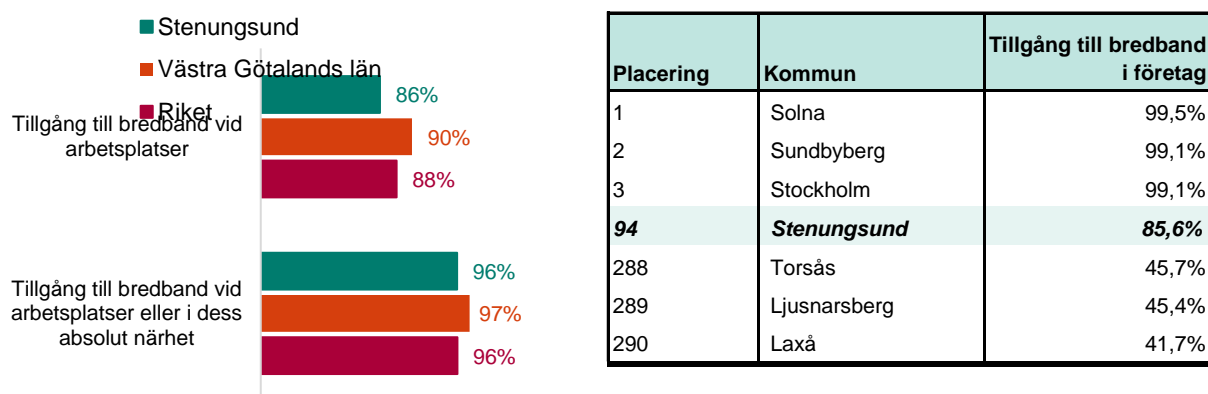 Stenungsund
Västra Götalands län
Riket
Tillgång till bredband vid
arbetsplatser
86%
90%
88%
Tillgång till bredband vid
arbetsplatser eller i dess
absolut närhet
96%
97%
96%
Placering Kommun Tillgång till bredband
i företag
1 Solna 99,5%
2 Sundbyberg 99,1%
3 Stockholm 99,1%
94 Stenungsund 85,6%
288 Torsås 45,7%
289 Ljusnarsberg 45,4%
290 Laxå 41,7%